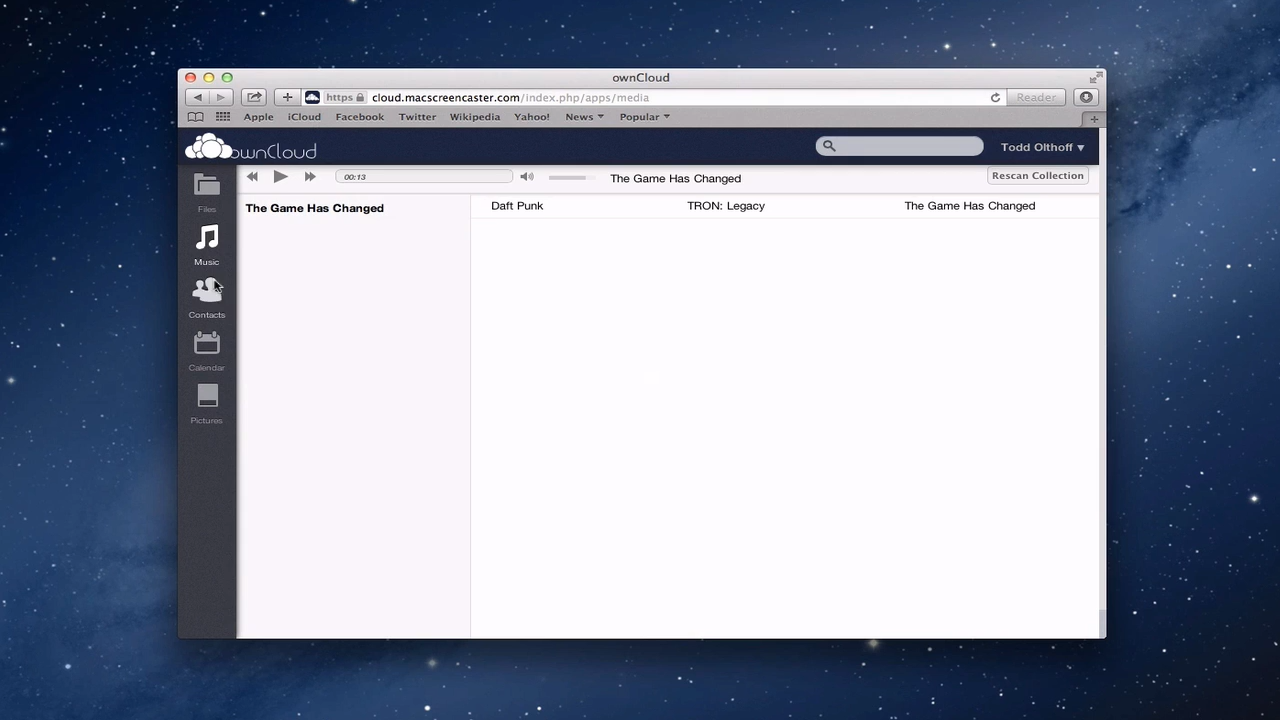 ownCloud
https cloud.macscreencaster.com/index.php/apps/media Reader
Apple iCloud Facebook Twitter Wikipedia Yahoo! News Popular
ownCloud Todd Olthoff
00:13 The Game Has Changed Rescan Collection
The Game Has Changed Daft Punk TRON: Legacy The Game Has Changed
Files
Music
Contacts
Calendar
Pictures